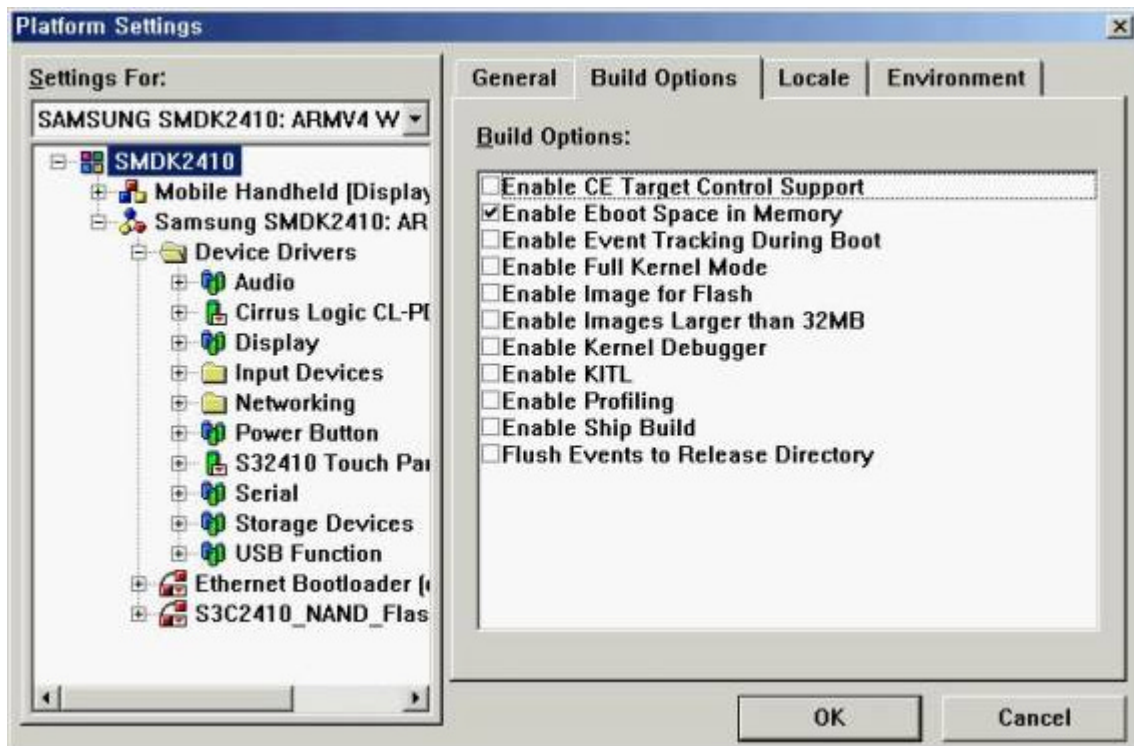 Platform Settings
Settings For:
SAMSUNG SMDK2410: ARMV4 W
SMDK2410
Mobile Handheld [Display
Samsung SMDK2410: AR
Device Drivers
Audio
Cirrus Logic CL-PD
Display
Input Devices
Networking
Power Button
S32410 Touch Pan
Serial
Storage Devices
USB Function
Ethernet Bootloader (e
S3C2410_NAND_Flas
General Build Options Locale Environment
Build Options:
Enable CE Target Control Support
Enable Eboot Space in Memory
Enable Event Tracking During Boot
Enable Full Kernel Mode
Enable Image for Flash
Enable Images Larger than 32MB
Enable Kernel Debugger
Enable KITL
Enable Profiling
Enable Ship Build
Flush Events to Release Directory
OK Cancel